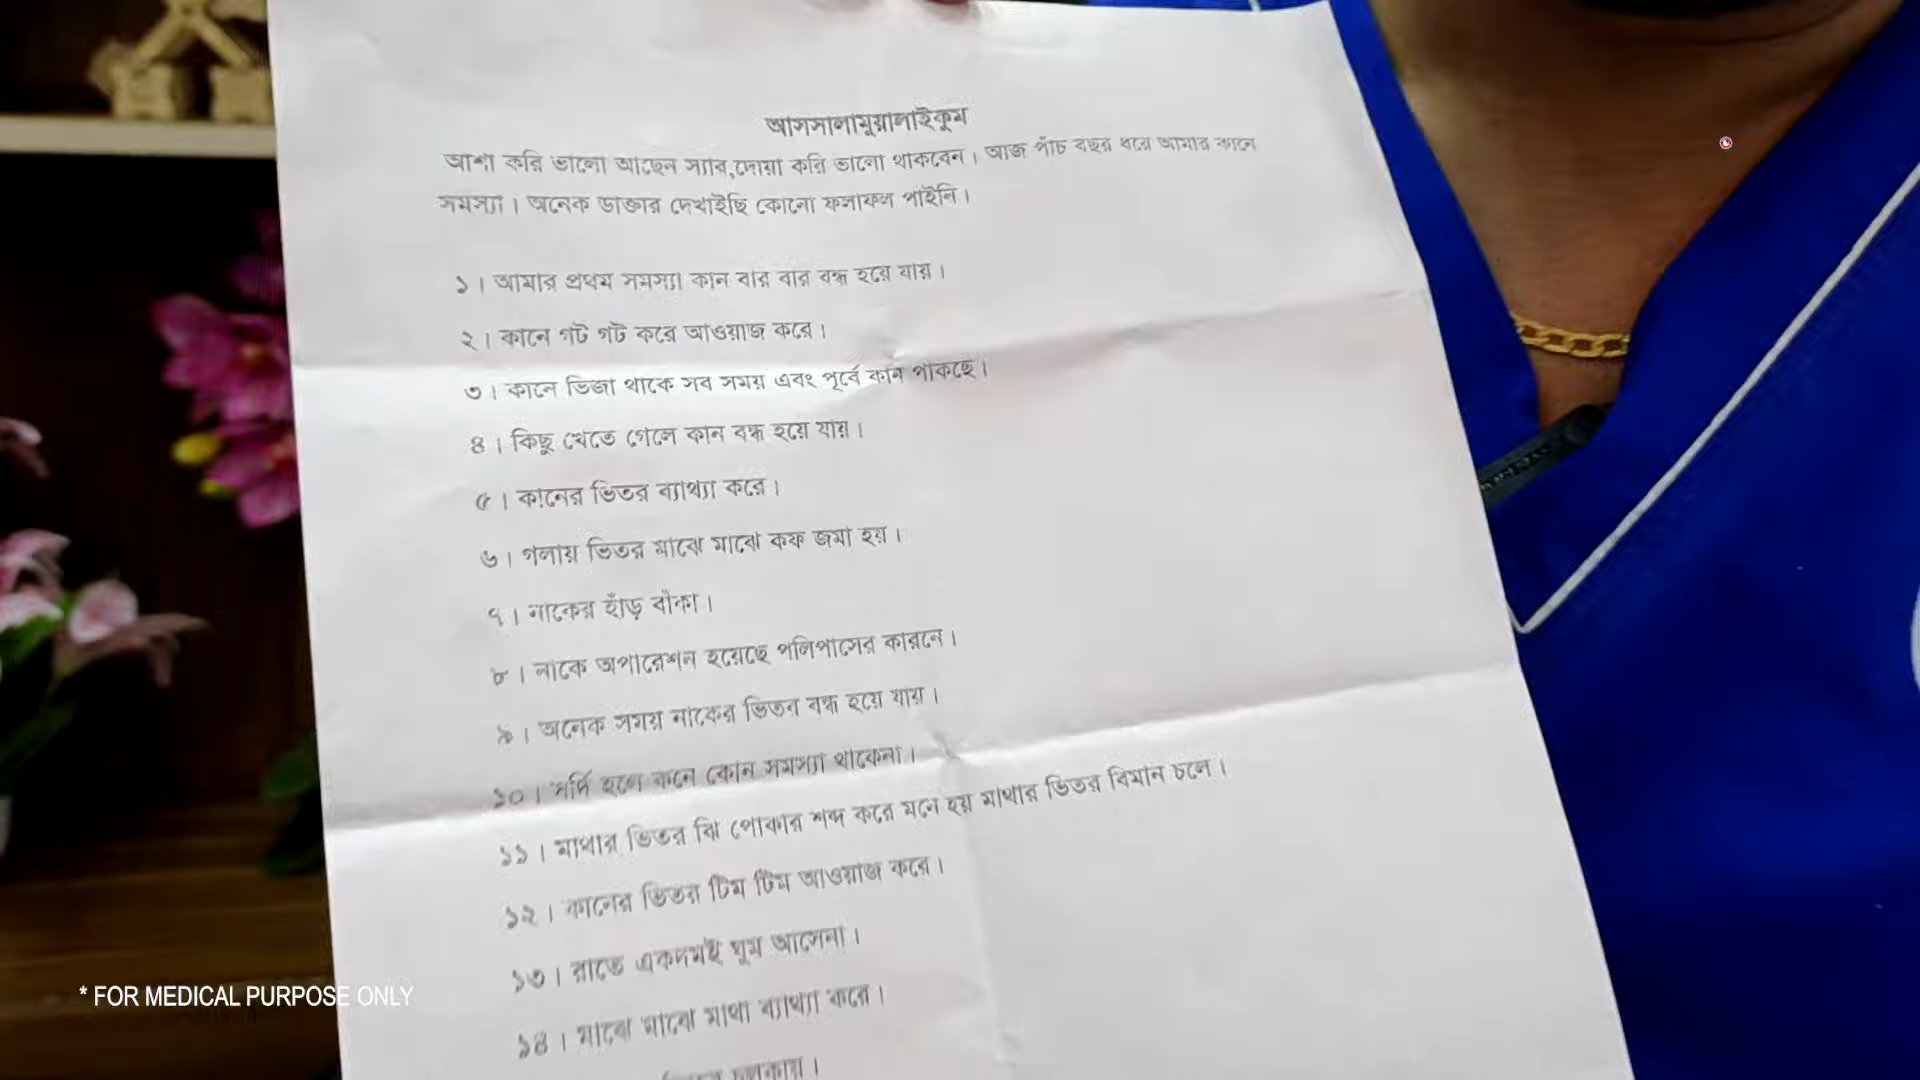 আসসালামুয়ালাইকুম
আশা করি ভালো আছেন স্যার,দোয়া করি ভালো থাকবেন। আজ পাঁচ বছর ধরে আমার কানে
সমস্যা। অনেক ডাক্তার দেখাইছি কোনো ফলাফল পাইনি।
১। আমার প্রথম সমস্যা কান বার বার বন্ধ হয়ে যায়।
২। কানে গট গট করে আওয়াজ করে।
৩। কানে ভিজা থাকে সব সময় এবং পূর্বে কান পাকছে।
৪। কিছু খেতে গেলে কান বন্ধ হয়ে যায়।
৫। কানের ভিতর ব্যাথ্যা করে।
৬। গলায় ভিতর মাঝে মাঝে কফ জমা হয়।
৭। নাকের হাঁড় বাঁকা।
৮। নাকে অপারেশন হয়েছে পলিপাসের কারনে।
৯। অনেক সময় নাকের ভিতর বন্ধ হয়ে যায়।
১০। সর্দি হলে কানে কোন সমস্যা থাকেনা।
১১। মাথার ভিতর ঝি পোকার শব্দ করে মনে হয় মাথার ভিতর বিমান চলে।
১২। কানের ভিতর টিম টিম আওয়াজ করে।
১৩। রাতে একদমই ঘুম আসেনা।
১৪। মাঝে মাঝে মাথা ব্যাথ্যা করে।
* FOR MEDICAL PURPOSE ONLY